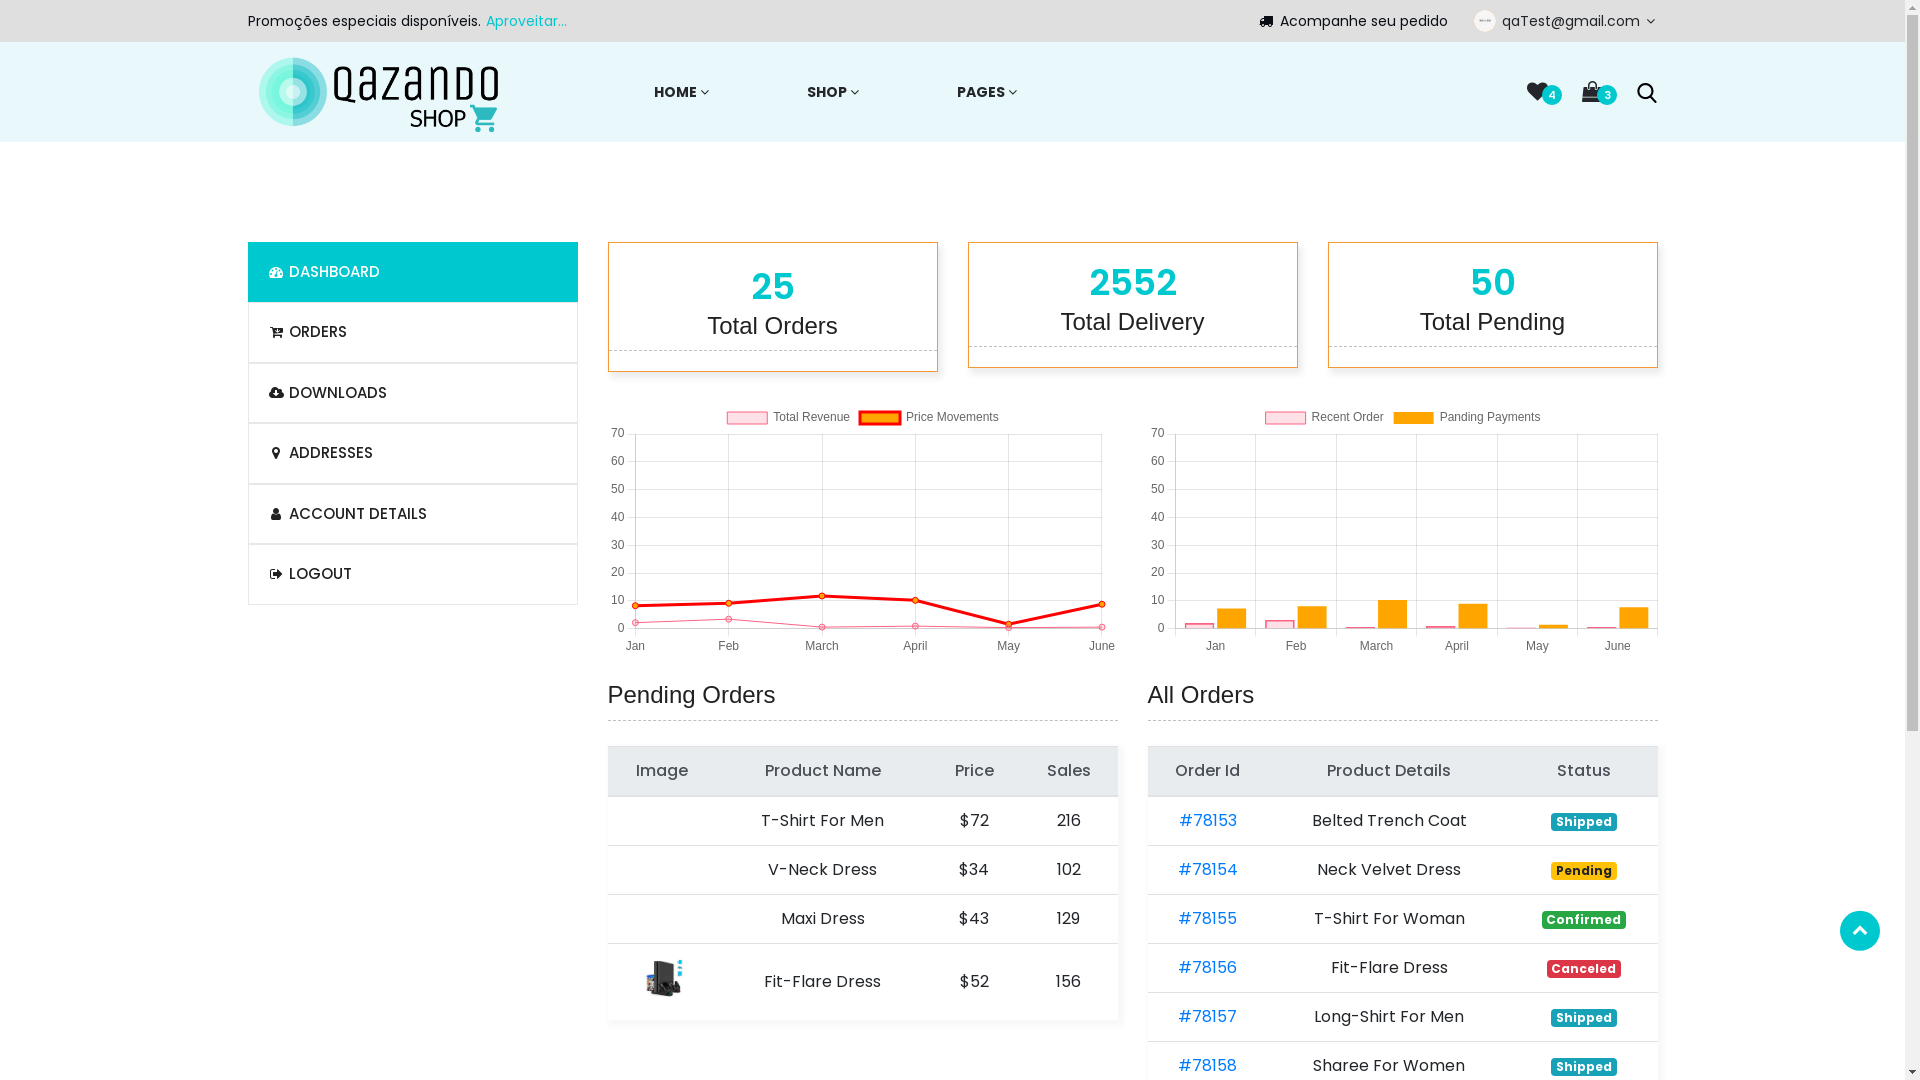 Promoções especiais disponíveis. Aproveitar...
Acompanhe seu pedido
qaTest@gmail.com
QAZANDO
SHOP
HOME
SHOP
PAGES
4
3
DASHBOARD
ORDERS
DOWNLOADS
ADDRESSES
ACCOUNT DETAILS
LOGOUT
25
Total Orders
2552
Total Delivery
50
Total Pending
Total Revenue
Price Movements
70
60
50
40
30
20
10
0
Jan Feb March April May June
Recent Order
Panding Payments
70
60
50
40
30
20
10
0
Jan Feb March April May June
Pending Orders
Image Product Name Price Sales
T-Shirt For Men $72 216
V-Neck Dress $34 102
Maxi Dress $43 129
Fit-Flare Dress $52 156
All Orders
Order Id Product Details Status
#78153 Belted Trench Coat Shipped
#78154 Neck Velvet Dress Pending
#78155 T-Shirt For Woman Confirmed
#78156 Fit-Flare Dress Canceled
#78157 Long-Shirt For Men Shipped
#78158 Sharee For Women Shipped